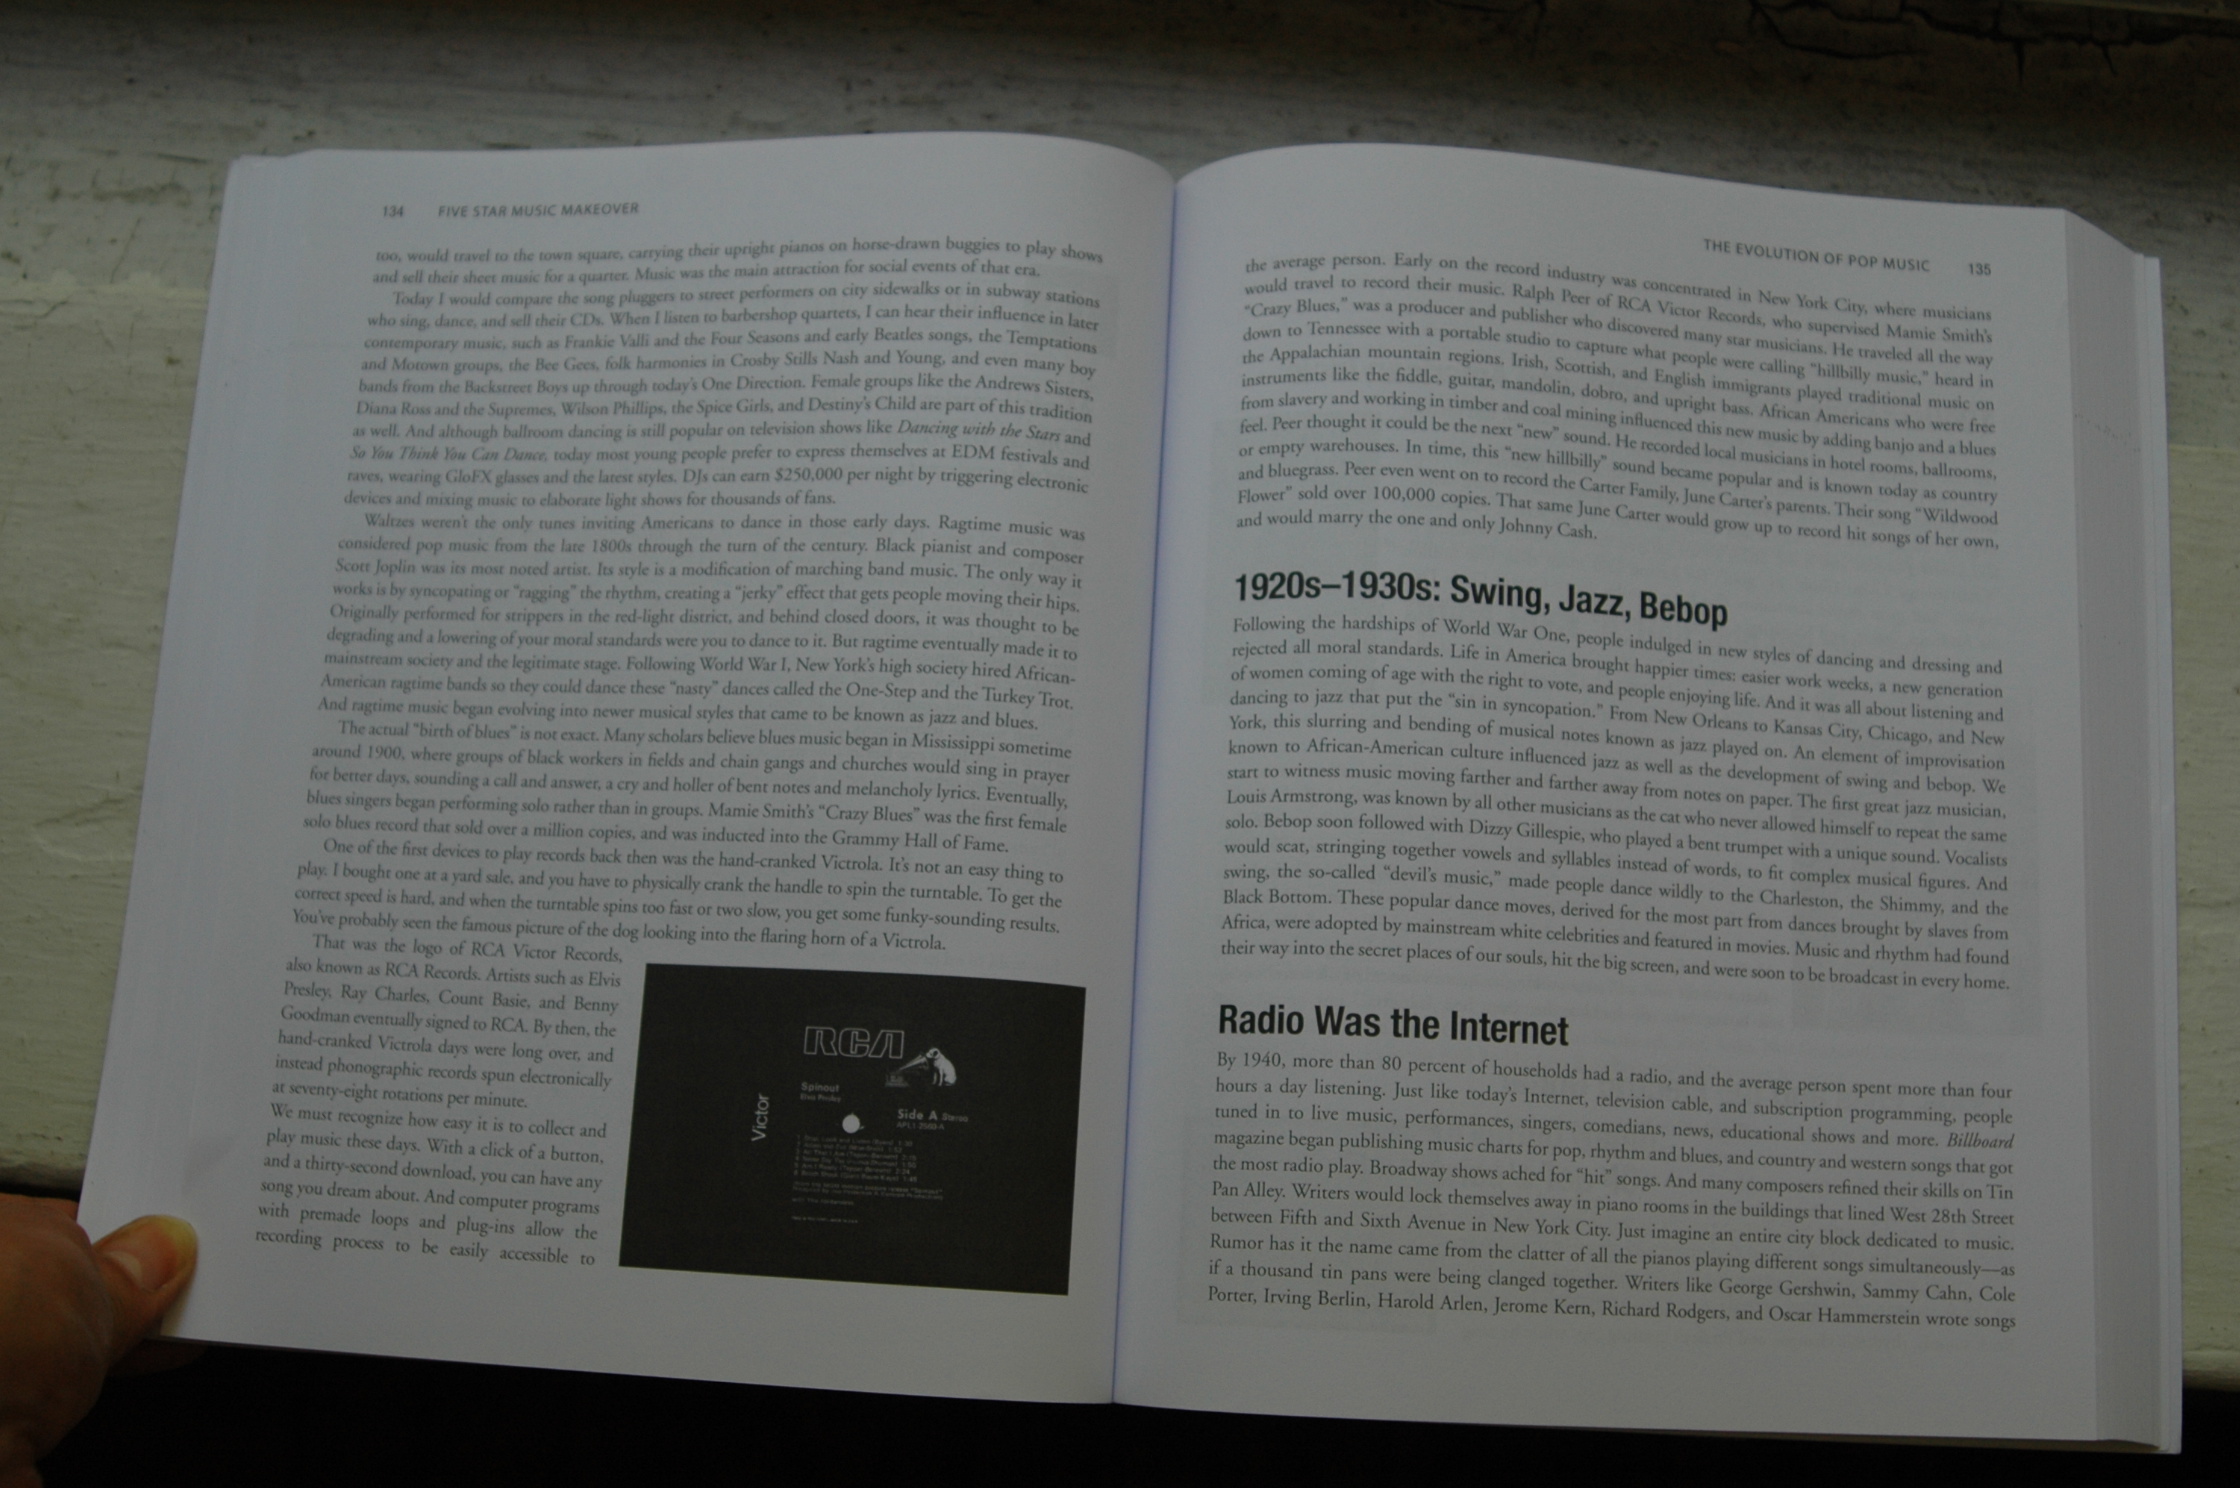 134 FIVE STAR MUSIC MAKEOVER
too, would travel to the town square, carrying their upright pianos on horse-drawn buggies to play shows
and sell their sheet music for a quarter. Music was the main attraction for social events of that era.
Today I would compare the song pluggers to street performers on city sidewalks or in subway stations
who sing, dance, and sell their CDs. When I listen to barbershop quartets, I can hear their influence in later
contemporary music, such as Frankie Valli and the Four Seasons and early Beatles songs, the Temptations
and Motown groups, the Bee Gees, folk harmonies in Crosby Stills Nash and Young, and even many boy
bands from the Backstreet Boys up through today's One Direction. Female groups like the Andrews Sisters,
Diana Ross and the Supremes, Wilson Phillips, the Spice Girls, and Destiny's Child are part of this tradition
as well. And although ballroom dancing is still popular on television shows like Dancing with the Stars and
So You Think You Can Dance, today most young people prefer to express themselves at EDM festivals and
raves, wearing GloFX glasses and the latest styles. DJs can earn $250,000 per night by triggering electronic
devices and mixing music to elaborate light shows for thousands of fans.
Waltzes weren't the only tunes inviting Americans to dance in those early days. Ragtime music was
considered pop music from the late 1800s through the turn of the century. Black pianist and composer
Scott Joplin was its most noted artist. Its style is a modification of marching band music. The only way it
works is by syncopating or "ragging" the rhythm, creating a "jerky" effect that gets people moving their hips.
Originally performed for strippers in the red-light district, and behind closed doors, it was thought to be
degrading and a lowering of your moral standards were you to dance to it. But ragtime eventually made it to
mainstream society and the legitimate stage. Following World War I, New York's high society hired African-
American ragtime bands so they could dance these "nasty" dances called the One-Step and the Turkey Trot.
And ragtime music began evolving into newer musical styles that came to be known as jazz and blues.
The actual "birth of blues" is not exact. Many scholars believe blues music began in Mississippi sometime
around 1900, where groups of black workers in fields and chain gangs and churches would sing in prayer
for better days, sounding a call and answer, a cry and holler of bent notes and melancholy lyrics. Eventually,
blues singers began performing solo rather than in groups. Mamie Smith's "Crazy Blues" was the first female
solo blues record that sold over a million copies, and was inducted into the Grammy Hall of Fame.
One of the first devices to play records back then was the hand-cranked Victrola. It's not an easy thing to
play. I bought one at a yard sale, and you have to physically crank the handle to spin the turntable. To get the
correct speed is hard, and when the turntable spins too fast or two slow, you get some funky-sounding results.
You've probably seen the famous picture of the dog looking into the flaring horn of a Victrola.
That was the logo of RCA Victor Records,
also known as RCA Records. Artists such as Elvis
Presley, Ray Charles, Count Basie, and Benny
Goodman eventually signed to RCA. By then, the
hand-cranked Victrola days were long over, and
instead phonographic records spun electronically
at seventy-eight rotations per minute.
We must recognize how easy it is to collect and
play music these days. With a click of a button,
and a thirty-second download, you can have any
song you dream about. And computer programs
with premade loops and plug-ins allow the
recording process to be easily accessible to
RCA
Victor
Spinout
Elvis Presley
Side A Stereo
THE EVOLUTION OF POP MUSIC 135
the average person. Early on the record industry was concentrated in New York City, where musicians
would travel to record their music. Ralph Peer of RCA Victor Records, who supervised Mamie Smith's
"Crazy Blues," was a producer and publisher who discovered many star musicians. He traveled all the way
down to Tennessee with a portable studio to capture what people were calling "hillbilly music," heard in
the Appalachian mountain regions. Irish, Scottish, and English immigrants played traditional music on
instruments like the fiddle, guitar, mandolin, dobro, and upright bass. African Americans who were free
from slavery and working in timber and coal mining influenced this new music by adding banjo and a blues
feel. Peer thought it could be the next "new" sound. He recorded local musicians in hotel rooms, ballrooms,
or empty warehouses. In time, this "new hillbilly" sound became popular and is known today as country
and bluegrass. Peer even went on to record the Carter Family, June Carter's parents. Their song "Wildwood
Flower" sold over 100,000 copies. That same June Carter would grow up to record hit songs of her own,
and would marry the one and only Johnny Cash.
1920s–1930s: Swing, Jazz, Bebop
Following the hardships of World War One, people indulged in new styles of dancing and dressing and
rejected all moral standards. Life in America brought happier times: easier work weeks, a new generation
of women coming of age with the right to vote, and people enjoying life. And it was all about listening and
dancing to jazz that put the "sin in syncopation." From New Orleans to Kansas City, Chicago, and New
York, this slurring and bending of musical notes known as jazz played on. An element of improvisation
known to African-American culture influenced jazz as well as the development of swing and bebop. We
start to witness music moving farther and farther away from notes on paper. The first great jazz musician,
Louis Armstrong, was known by all other musicians as the cat who never allowed himself to repeat the same
solo. Bebop soon followed with Dizzy Gillespie, who played a bent trumpet with a unique sound. Vocalists
would scat, stringing together vowels and syllables instead of words, to fit complex musical figures. And
swing, the so-called "devil's music," made people dance wildly to the Charleston, the Shimmy, and the
Black Bottom. These popular dance moves, derived for the most part from dances brought by slaves from
Africa, were adopted by mainstream white celebrities and featured in movies. Music and rhythm had found
their way into the secret places of our souls, hit the big screen, and were soon to be broadcast in every home.
Radio Was the Internet
By 1940, more than 80 percent of households had a radio, and the average person spent more than four
hours a day listening. Just like today's Internet, television cable, and subscription programming, people
tuned in to live music, performances, singers, comedians, news, educational shows and more. Billboard
magazine began publishing music charts for pop, rhythm and blues, and country and western songs that got
the most radio play. Broadway shows ached for "hit" songs. And many composers refined their skills on Tin
Pan Alley. Writers would lock themselves away in piano rooms in the buildings that lined West 28th Street
between Fifth and Sixth Avenue in New York City. Just imagine an entire city block dedicated to music.
Rumor has it the name came from the clatter of all the pianos playing different songs simultaneously—as
if a thousand tin pans were being clanged together. Writers like George Gershwin, Sammy Cahn, Cole
Porter, Irving Berlin, Harold Arlen, Jerome Kern, Richard Rodgers, and Oscar Hammerstein wrote songs